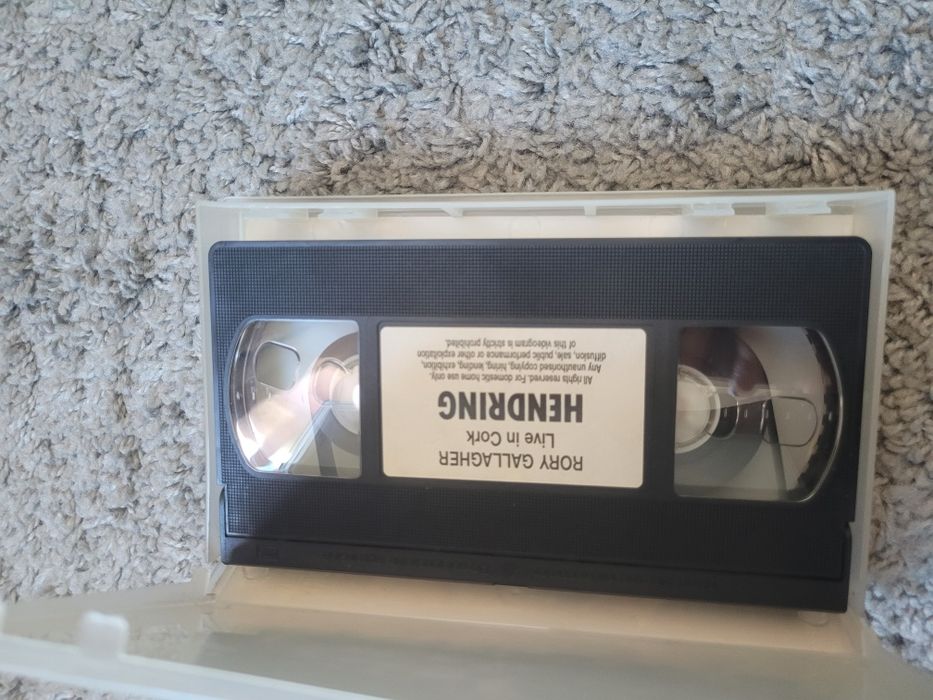 RORY GALLAGHER
Live in Cork
HENDRING
All rights reserved. For domestic home use only.
Any unauthorised copying, hiring, lending, exhibition,
diffusion, sale, public performance or other exploitation
of this videogram is strictly prohibited.